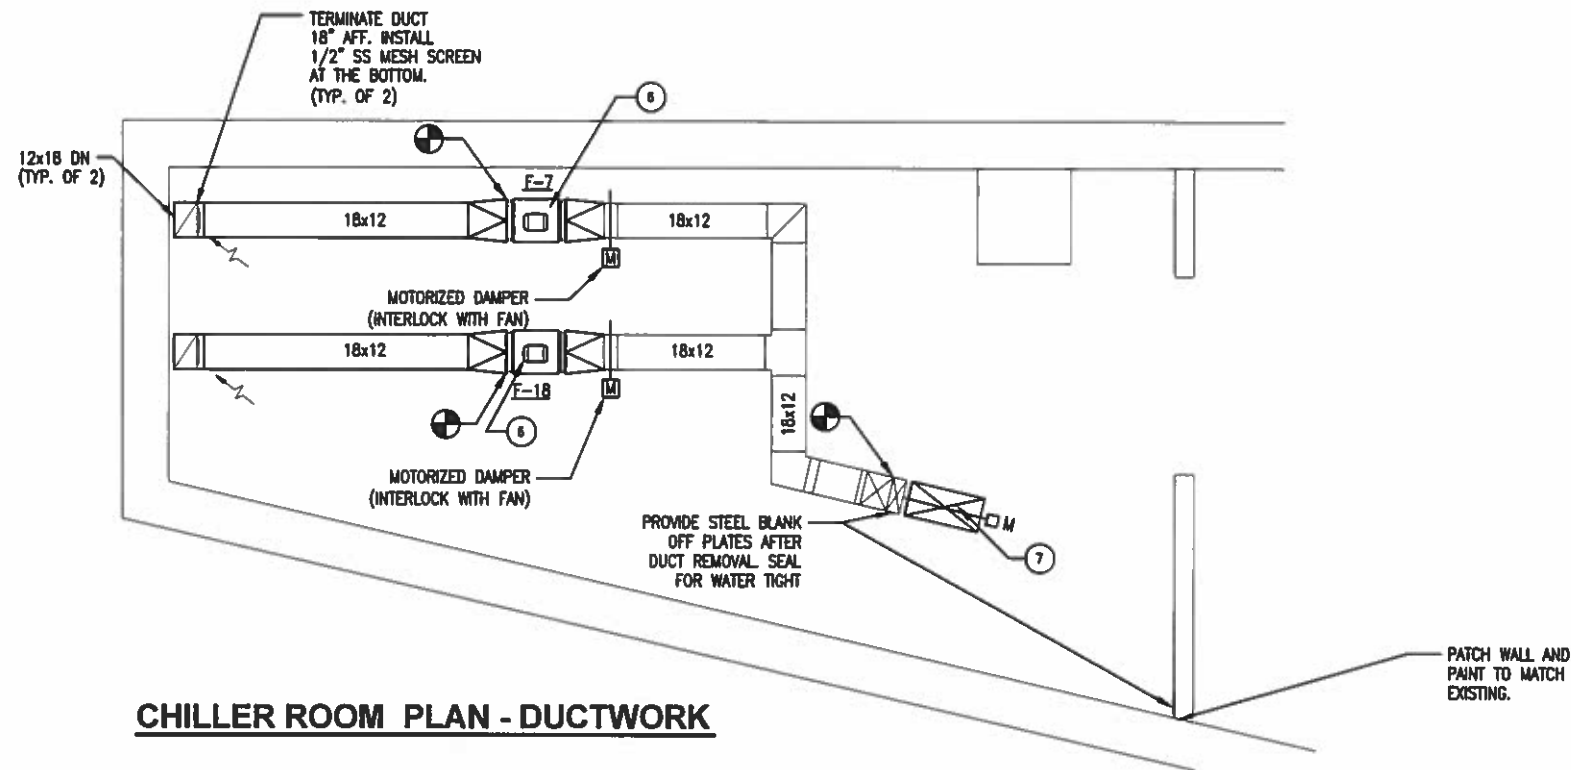 TERMINATE DUCT
18" AFF. INSTALL
1/2" SS MESH SCREEN
AT THE BOTTOM.
(TYP. OF 2)
6
12x18 DN
(TYP. OF 2)
F-7
18x12
18x12
M
MOTORIZED DAMPER
(INTERLOCK WITH FAN)
18x12
18x12
F-18
M
6
18x12
MOTORIZED DAMPER
(INTERLOCK WITH FAN)
PROVIDE STEEL BLANK
OFF PLATES AFTER
DUCT REMOVAL SEAL
FOR WATER TIGHT
M
7
PATCH WALL AND
PAINT TO MATCH
EXISTING.
CHILLER ROOM PLAN - DUCTWORK